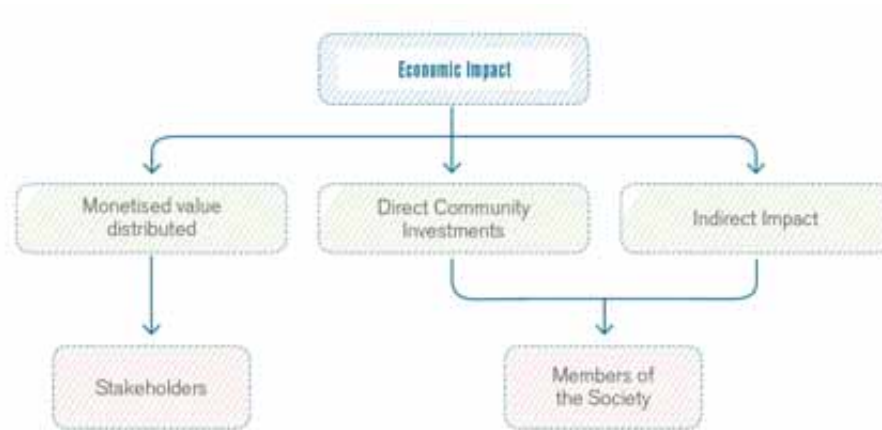 Economic Impact
Monetised value
distributed
Direct Community
Investments
Indirect Impact
Stakeholders
Members of
the Society